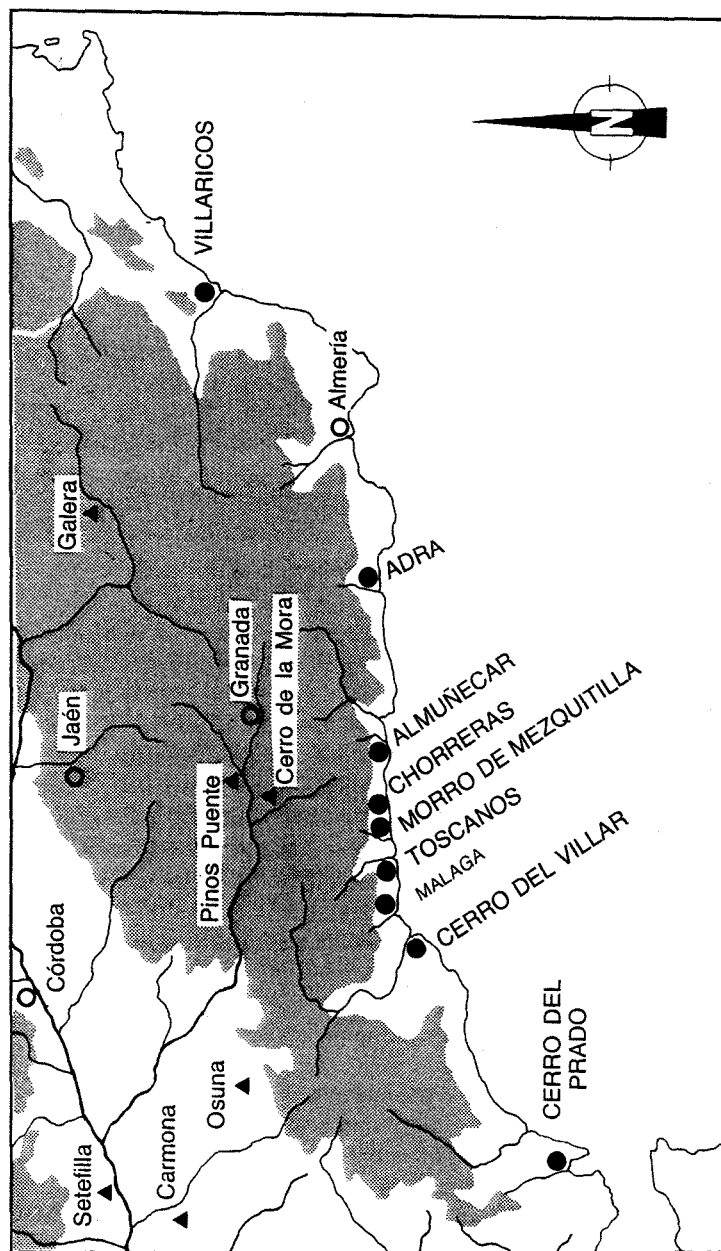 N
VILLARICOS
Almería
Galera
ADRA
Granada
Cerro de la Mora
Jaén
Pinos Puente
ALMUÑECAR
CHORRERAS
MORRO DE MEZQUITILLA
TOSCANOS
MALAGA
CERRO DEL VILLAR
Córdoba
Osuna
Carmona
Setefilla
CERRO DEL
PRADO